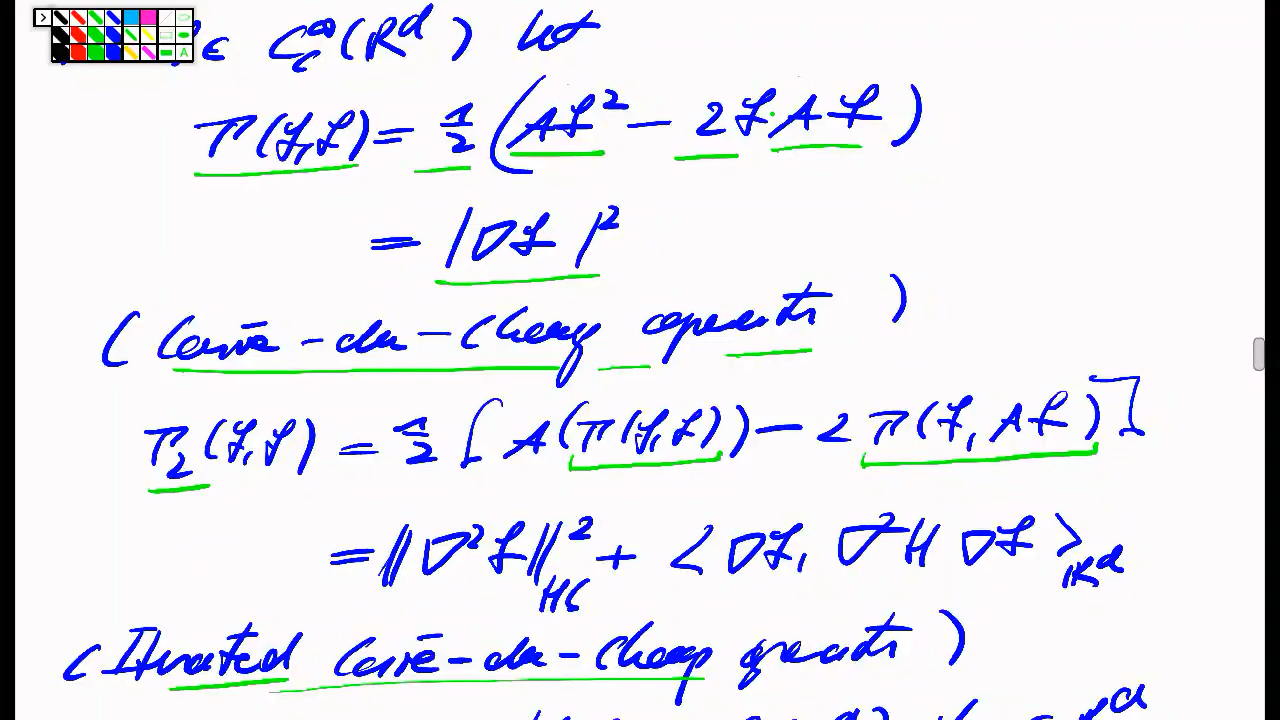 ∈ C_c^∞(ℝ^d) let
Γ(f,f) = 1/2 (Af² − 2f·Af)
= |∇f|²
(Carré-du-Champ operator)
Γ₂(f,f) = 1/2 [A(Γ(f,f)) − 2Γ(f,Af)]
= ‖∇²f‖²_HS + <∇f, ∇²H ∇f>_ℝ^d
(Iterated Carré-du-Champ operator)